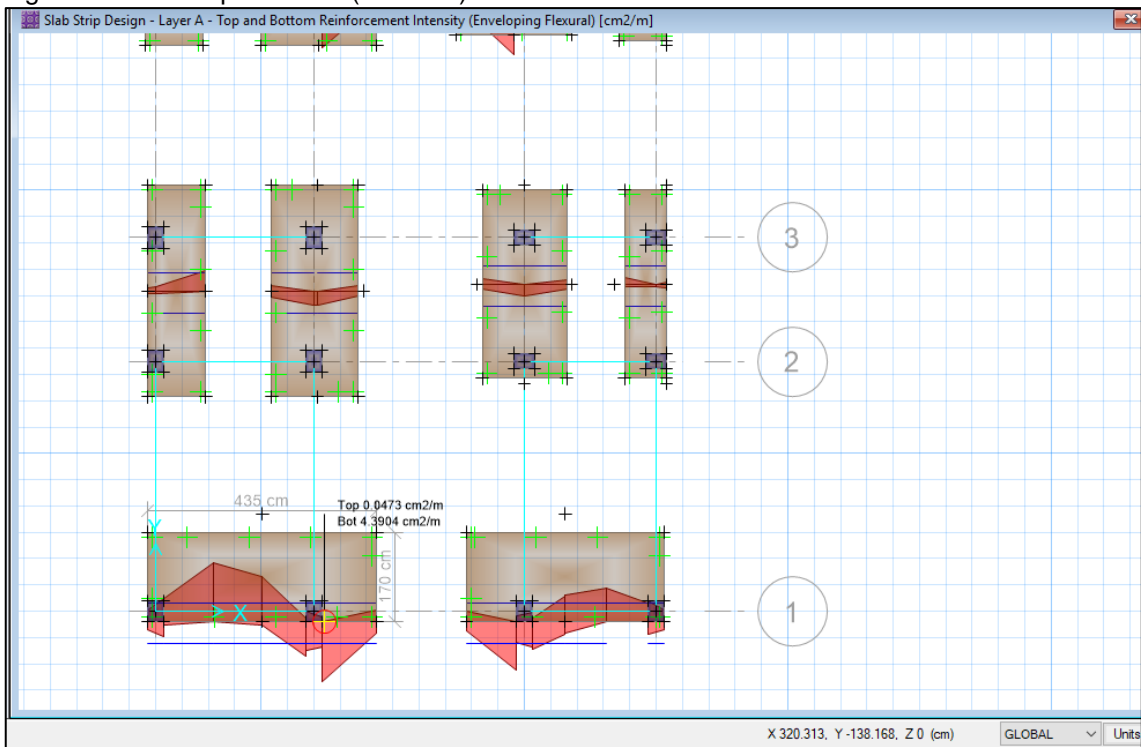 Slab Strip Design - Layer A - Top and Bottom Reinforcement Intensity (Enveloping Flexural) [cm2/m]
3
2
435 cm
Top 0.0473 cm2/m
Bot 4.3904 cm2/m
Y
170 cm
X
1
X 320.313, Y -138.168, Z 0 (cm)
GLOBAL
Units